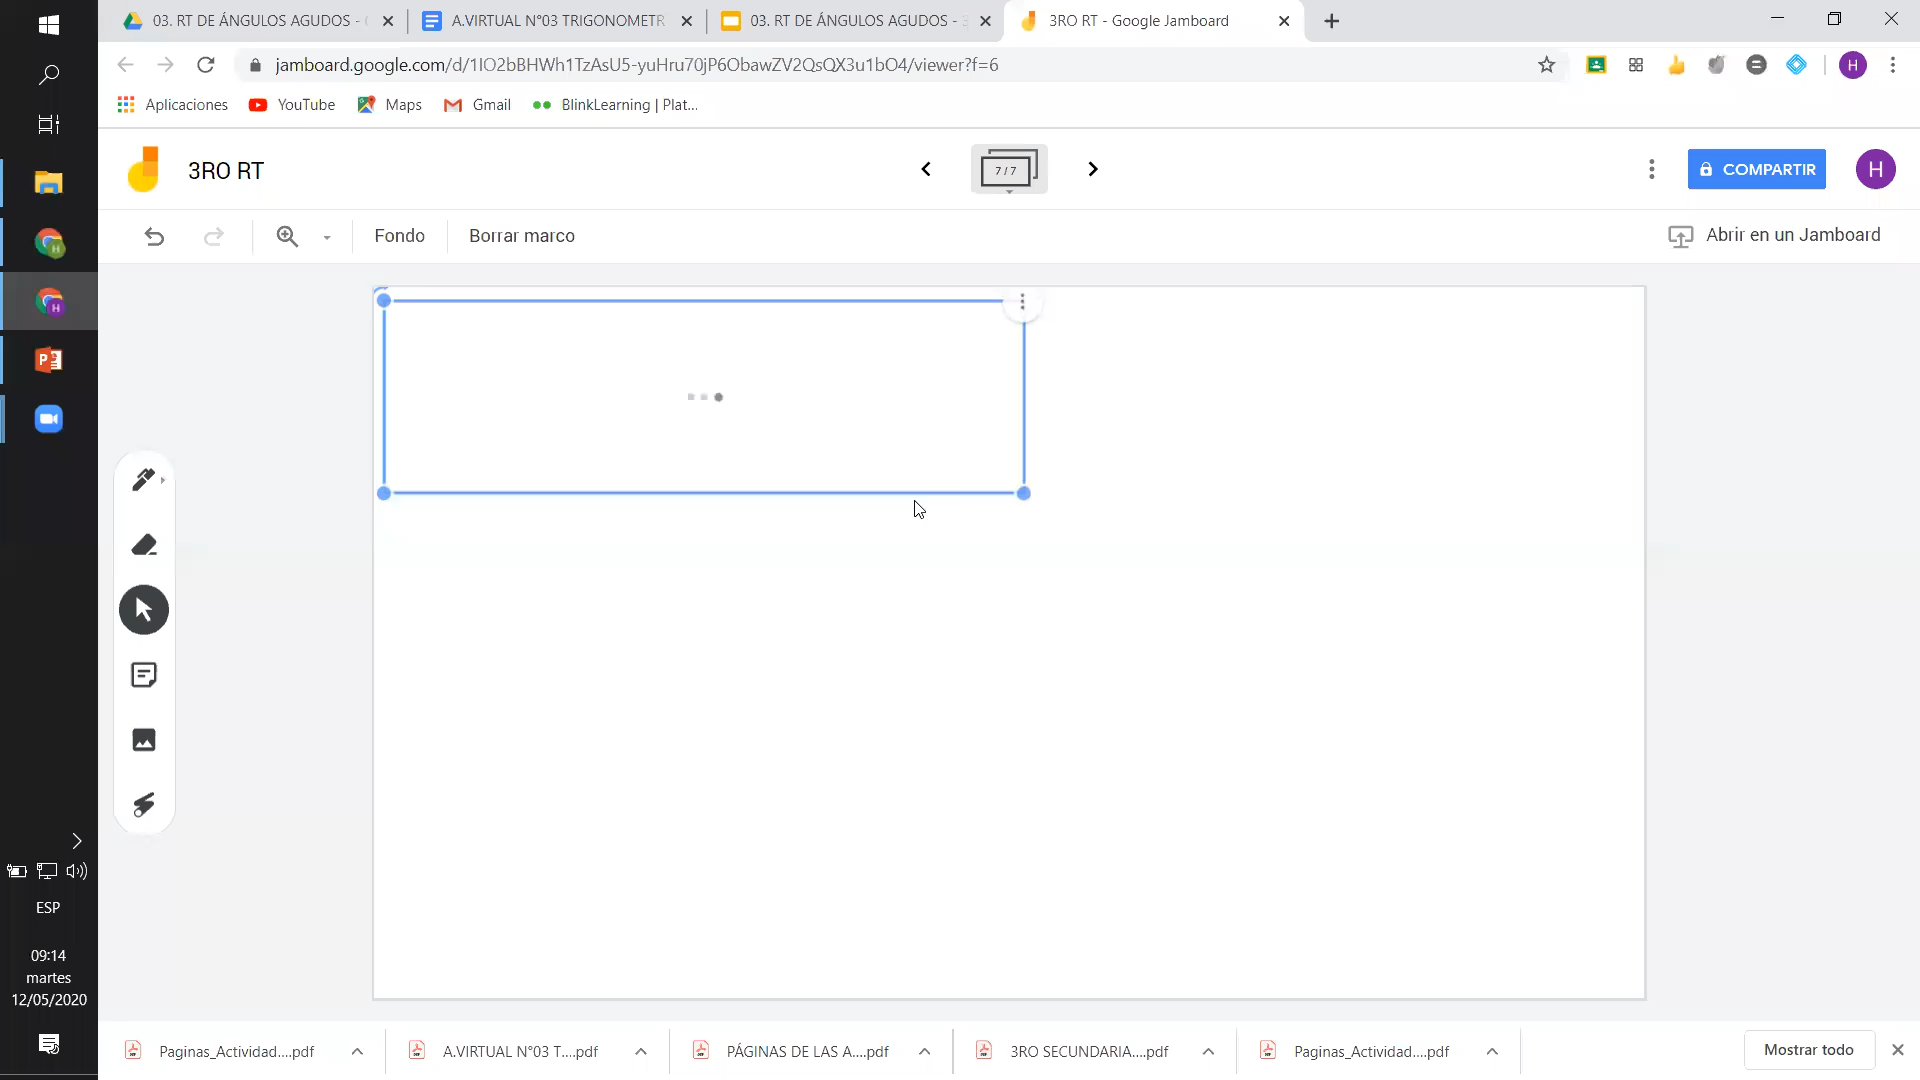 03. RT DE ÁNGULOS AGUDOS -
A.VIRTUAL N°03 TRIGONOMETR
03. RT DE ÁNGULOS AGUDOS - 3
3RO RT - Google Jamboard
jamboard.google.com/d/1IO2bBHWh1TzAsU5-yuHru70jP6ObawZV2QsQX3u1bO4/viewer?f=6
H
Aplicaciones
YouTube
Maps
Gmail
BlinkLearning | Plat...
3RO RT
7 / 7
COMPARTIR
H
Fondo
Borrar marco
Abrir en un Jamboard
ESP
09:14
martes
12/05/2020
Paginas_Actividad....pdf
A.VIRTUAL N°03 T....pdf
PÁGINAS DE LAS A....pdf
3RO SECUNDARIA....pdf
Paginas_Actividad....pdf
Mostrar todo